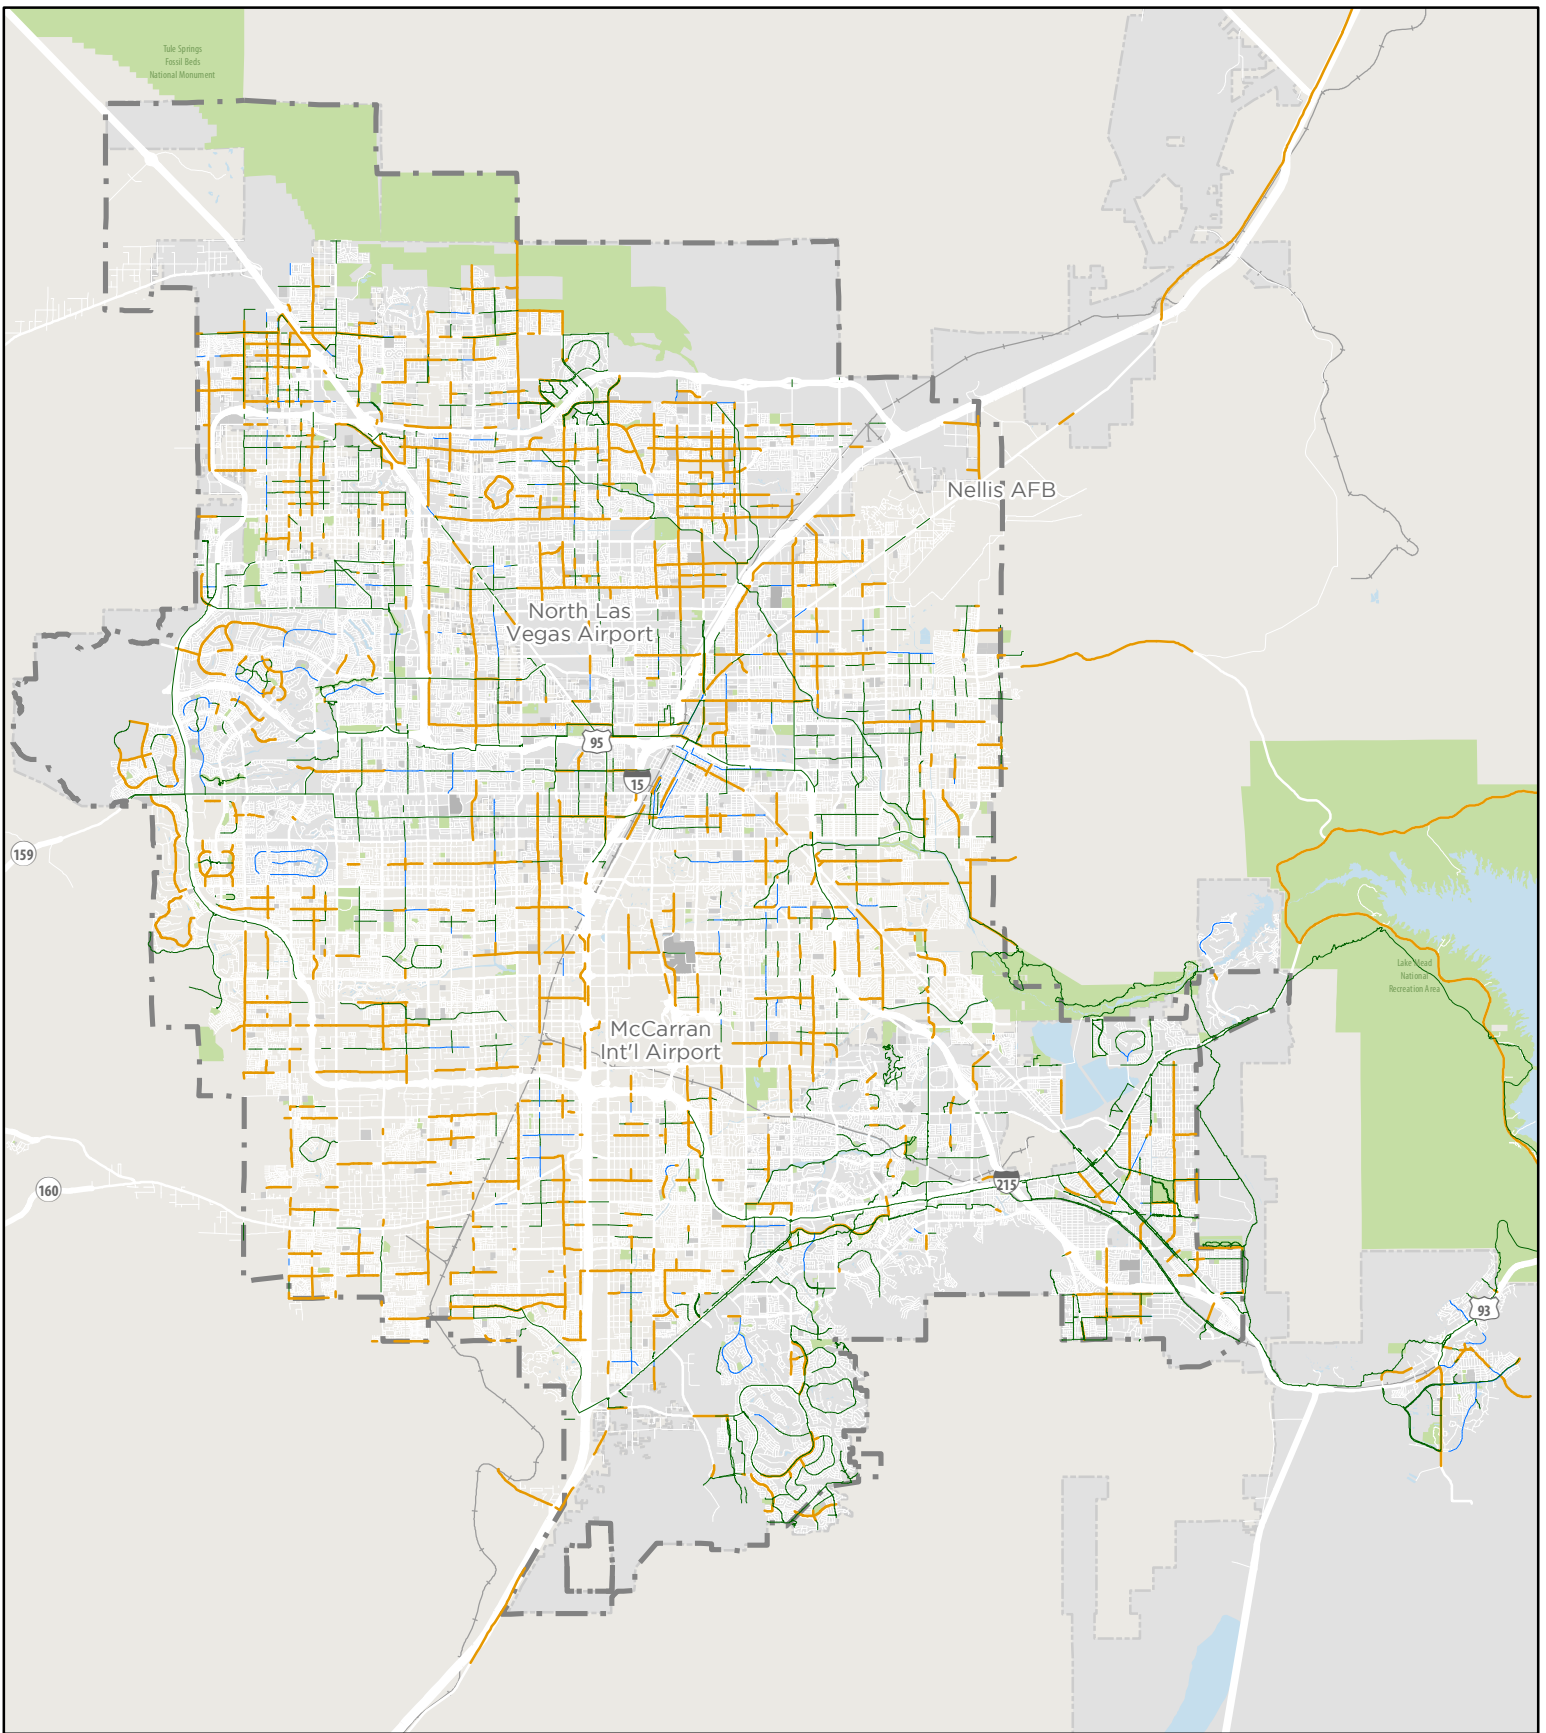 Tule Springs
Fossil Beds
National Monument
Nellis AFB
North Las
Vegas Airport
95
15
159
Lake Mead
National
Recreation Area
McCarran
Int'l Airport
160
215
93